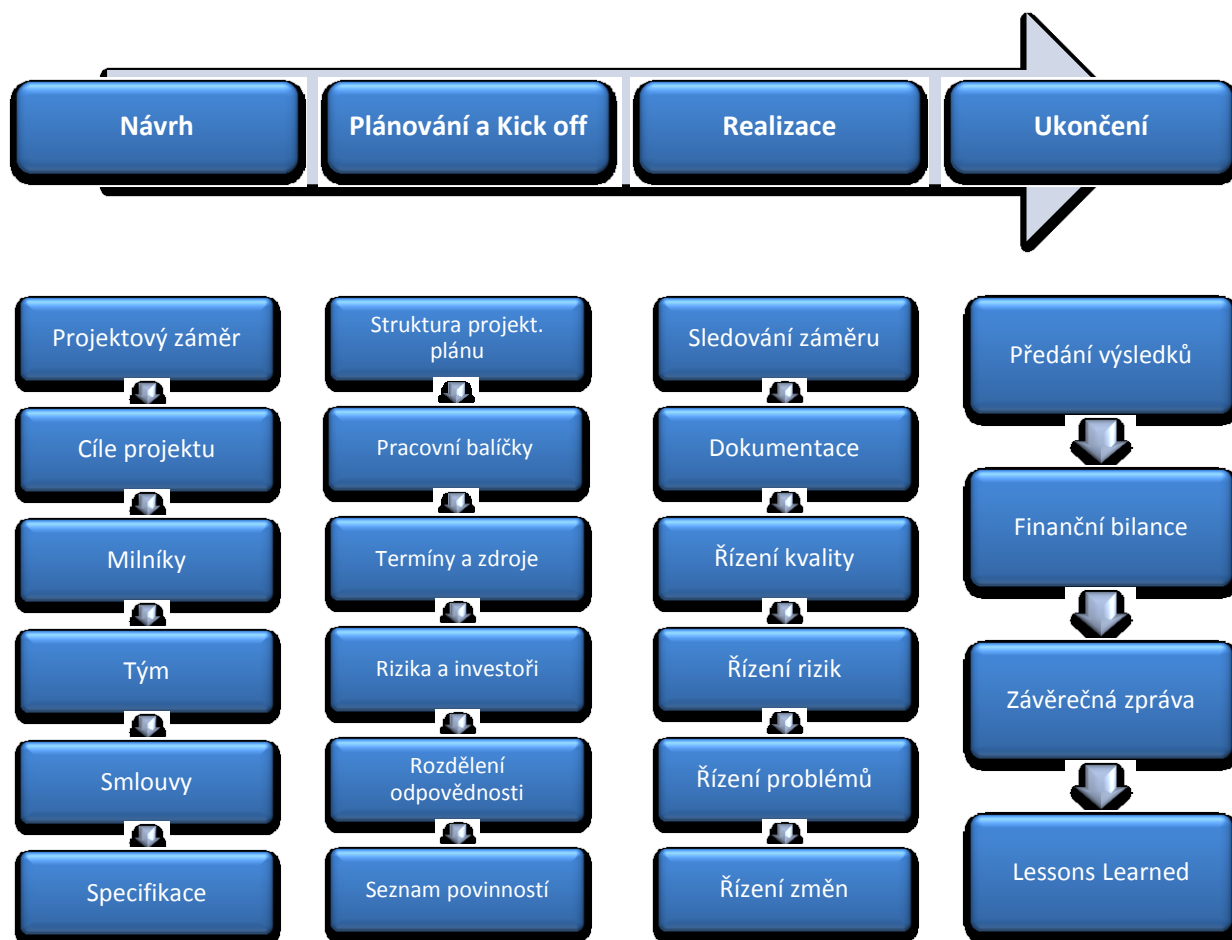 Návrh
Plánování a Kick off
Realizace
Ukončení
Projektový záměr
Cíle projektu
Milníky
Tým
Smlouvy
Specifikace
Struktura projekt.
plánu
Pracovní balíčky
Termíny a zdroje
Rizika a investoři
Rozdělení
odpovědnosti
Seznam povinností
Sledování záměru
Dokumentace
Řízení kvality
Řízení rizik
Řízení problémů
Řízení změn
Předání výsledků
Finanční bilance
Závěrečná zpráva
Lessons Learned